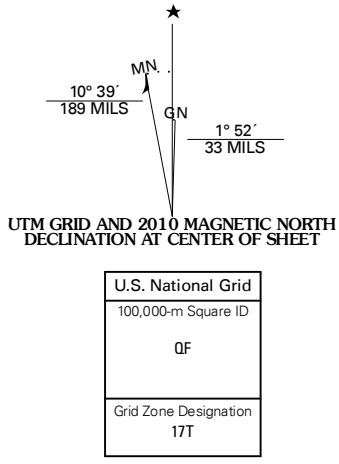 MN
GN
10° 39´
189 MILS
1° 52´
33 MILS
UTM GRID AND 2010 MAGNETIC NORTH
DECLINATION AT CENTER OF SHEET
U.S. National Grid
100,000-m Square ID
QF
Grid Zone Designation
17T